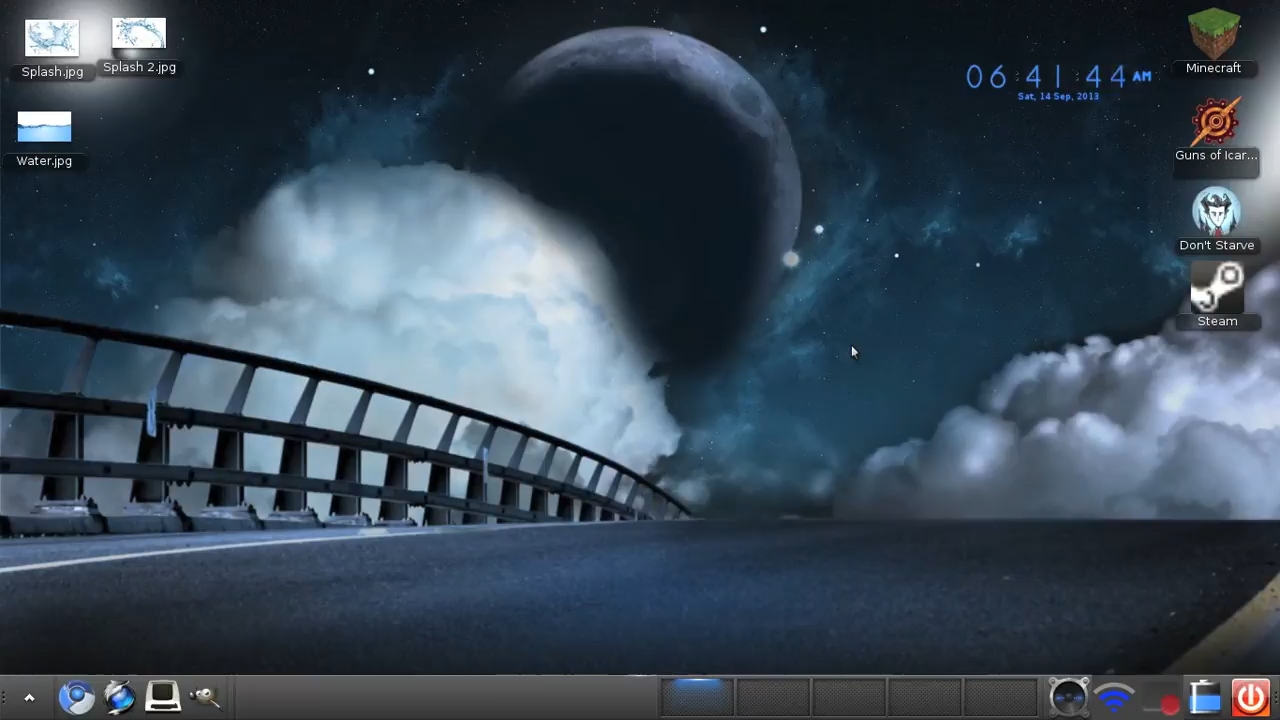 Splash.jpg
Splash 2.jpg
Water.jpg
06:41:44 AM
Sat, 14 Sep, 2013
Minecraft
Guns of Icar...
Don't Starve
Steam